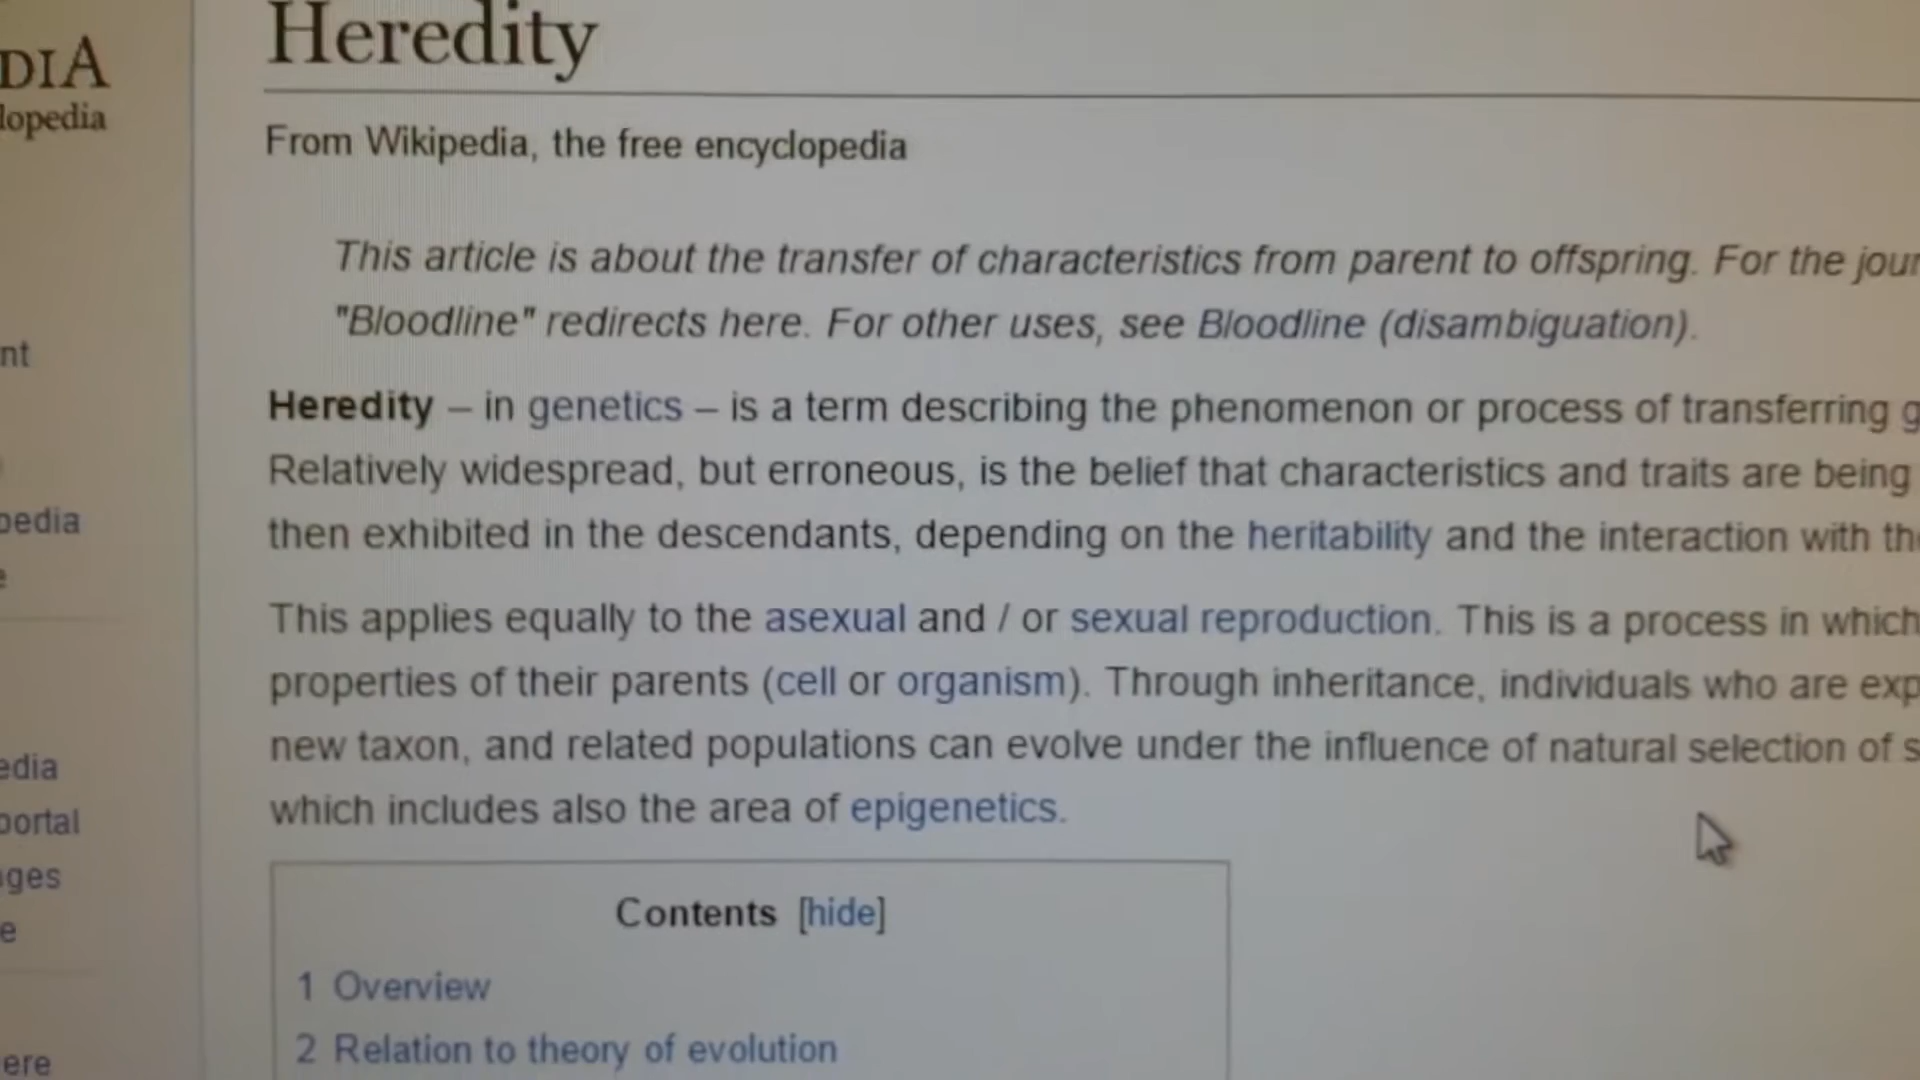 Heredity
DIA
lopedia
From Wikipedia, the free encyclopedia
This article is about the transfer of characteristics from parent to offspring. For the jour
"Bloodline" redirects here. For other uses, see Bloodline (disambiguation).
nt
Heredity – in genetics – is a term describing the phenomenon or process of transferring g
Relatively widespread, but erroneous, is the belief that characteristics and traits are being
pedia
then exhibited in the descendants, depending on the heritability and the interaction with th
e
This applies equally to the asexual and / or sexual reproduction. This is a process in which
properties of their parents (cell or organism). Through inheritance, individuals who are exp
new taxon, and related populations can evolve under the influence of natural selection of s
edia
which includes also the area of epigenetics.
portal
ges
Contents [hide]
e
1 Overview
2 Relation to theory of evolution
ere